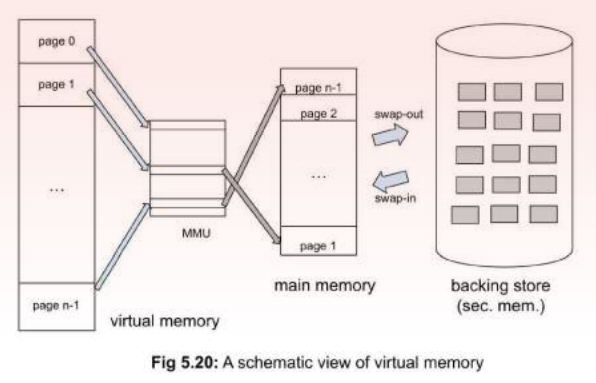 page 0
page 1
...
page n-1
virtual memory
MMU
page n-1
page 2
...
page 1
main memory
swap-out
swap-in
backing store
(sec. mem.)
Fig 5.20: A schematic view of virtual memory